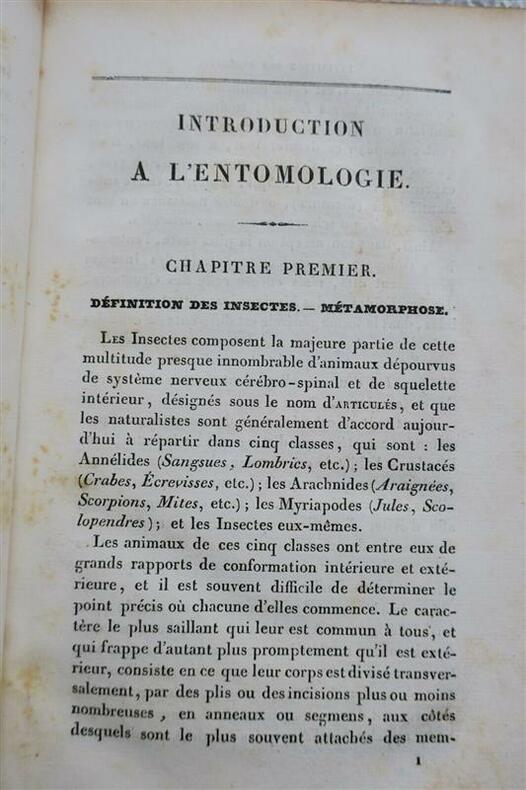 INTRODUCTION
A L'ENTOMOLOGIE.
CHAPITRE PREMIER.
DÉFINITION DES INSECTES. — MÉTAMORPHOSE.
LES Insectes composent la majeure partie de cette
multitude presque innombrable d'animaux dépourvus
de système nerveux cérébro-spinal et de squelette
intérieur, désignés sous le nom d'ARTICULÉS, et que
les naturalistes sont généralement d'accord aujour-
d'hui à répartir dans cinq classes, qui sont : les
Annélides (Sangsues, Lombrics, etc.) ; les Crustacés
(Crabes, Écrevisses, etc.) ; les Arachnides (Araignées,
Scorpions, Mites, etc.) ; les Myriapodes (Jules, Sco-
lopendres) ; et les Insectes eux-mêmes.
Les animaux de ces cinq classes ont entre eux de
grands rapports de conformation intérieure et exté-
rieure, et il est souvent difficile de déterminer le
point précis où chacune d'elles commence. Le carac-
tère le plus saillant qui leur est commun à tous, et
qui frappe d'autant plus promptement qu'il est exté-
rieur, consiste en ce que leur corps est divisé transver-
salement, par des plis ou des incisions plus ou moins
nombreuses, en anneaux ou segmens, aux côtés
desquels sont le plus souvent attachés des mem-
1